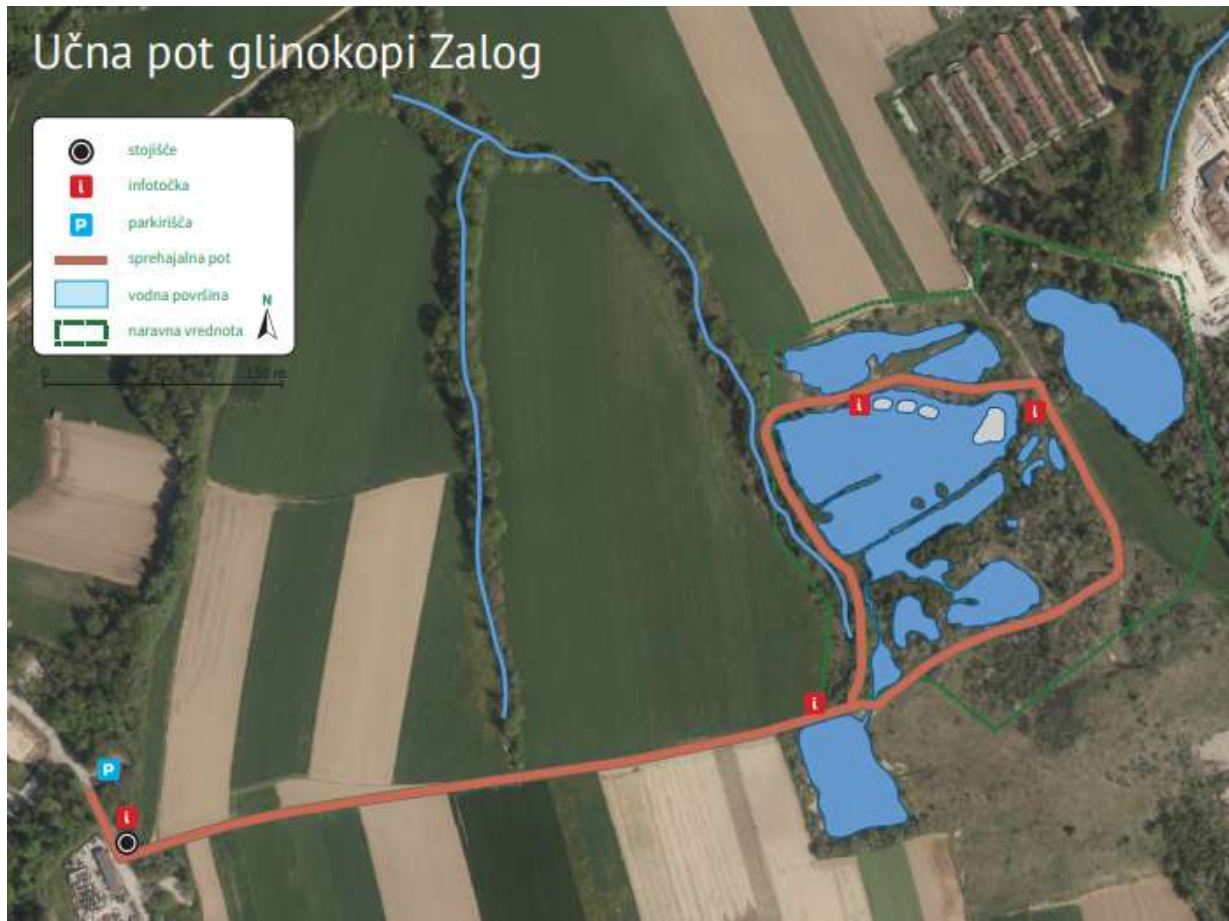 Učna pot glinokopi Zalog
stojišče
i infotočka
P parkirišča
sprehajalna pot
vodna površina
naravna vrednota
N
0 150 m
i
i
i
P
i